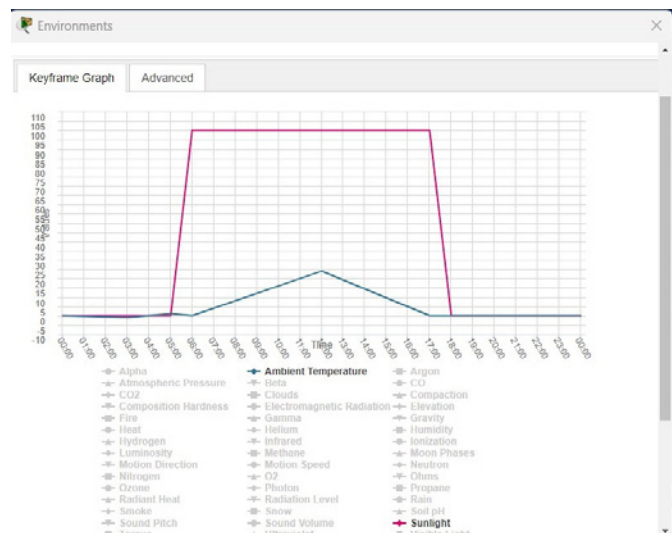 Environments
Keyframe Graph Advanced
110
105
100
95
90
85
80
75
70
65
60
55
50
45
40
35
30
25
20
15
10
5
0
-5
-10
Values
00:00 01:00 02:00 03:00 04:00 05:00 06:00 07:00 08:00 09:00 10:00 11:00 12:00 13:00 14:00 15:00 16:00 17:00 18:00 19:00 20:00 21:00 22:00 23:00 00:00
Time
Alpha Ambient Temperature Argon
Atmospheric Pressure Beta CO
CO2 Clouds Compaction
Composition Hardness Electromagnetic Radiation Elevation
Fire Gamma Gravity
Heat Helium Humidity
Hydrogen Infrared Ionization
Luminosity Methane Moon Phases
Motion Direction Motion Speed Neutron
Nitrogen O2 Ohms
Ozone Photon Propane
Radiant Heat Radiation Level Rain
Smoke Snow Soil pH
Sound Pitch Sound Volume Sunlight